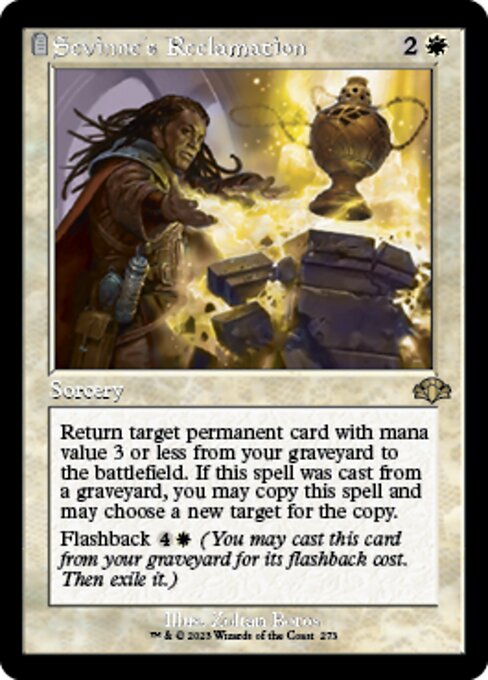 Sevinne's Reclamation 2
Sorcery
Return target permanent card with mana
value 3 or less from your graveyard to
the battlefield. If this spell was cast from
a graveyard, you may copy this spell and
may choose a new target for the copy.
Flashback 4 (You may cast this card
from your graveyard for its flashback cost.
Then exile it.)
Illus. Zoltan Boros
™ & © 2023 Wizards of the Coast 273